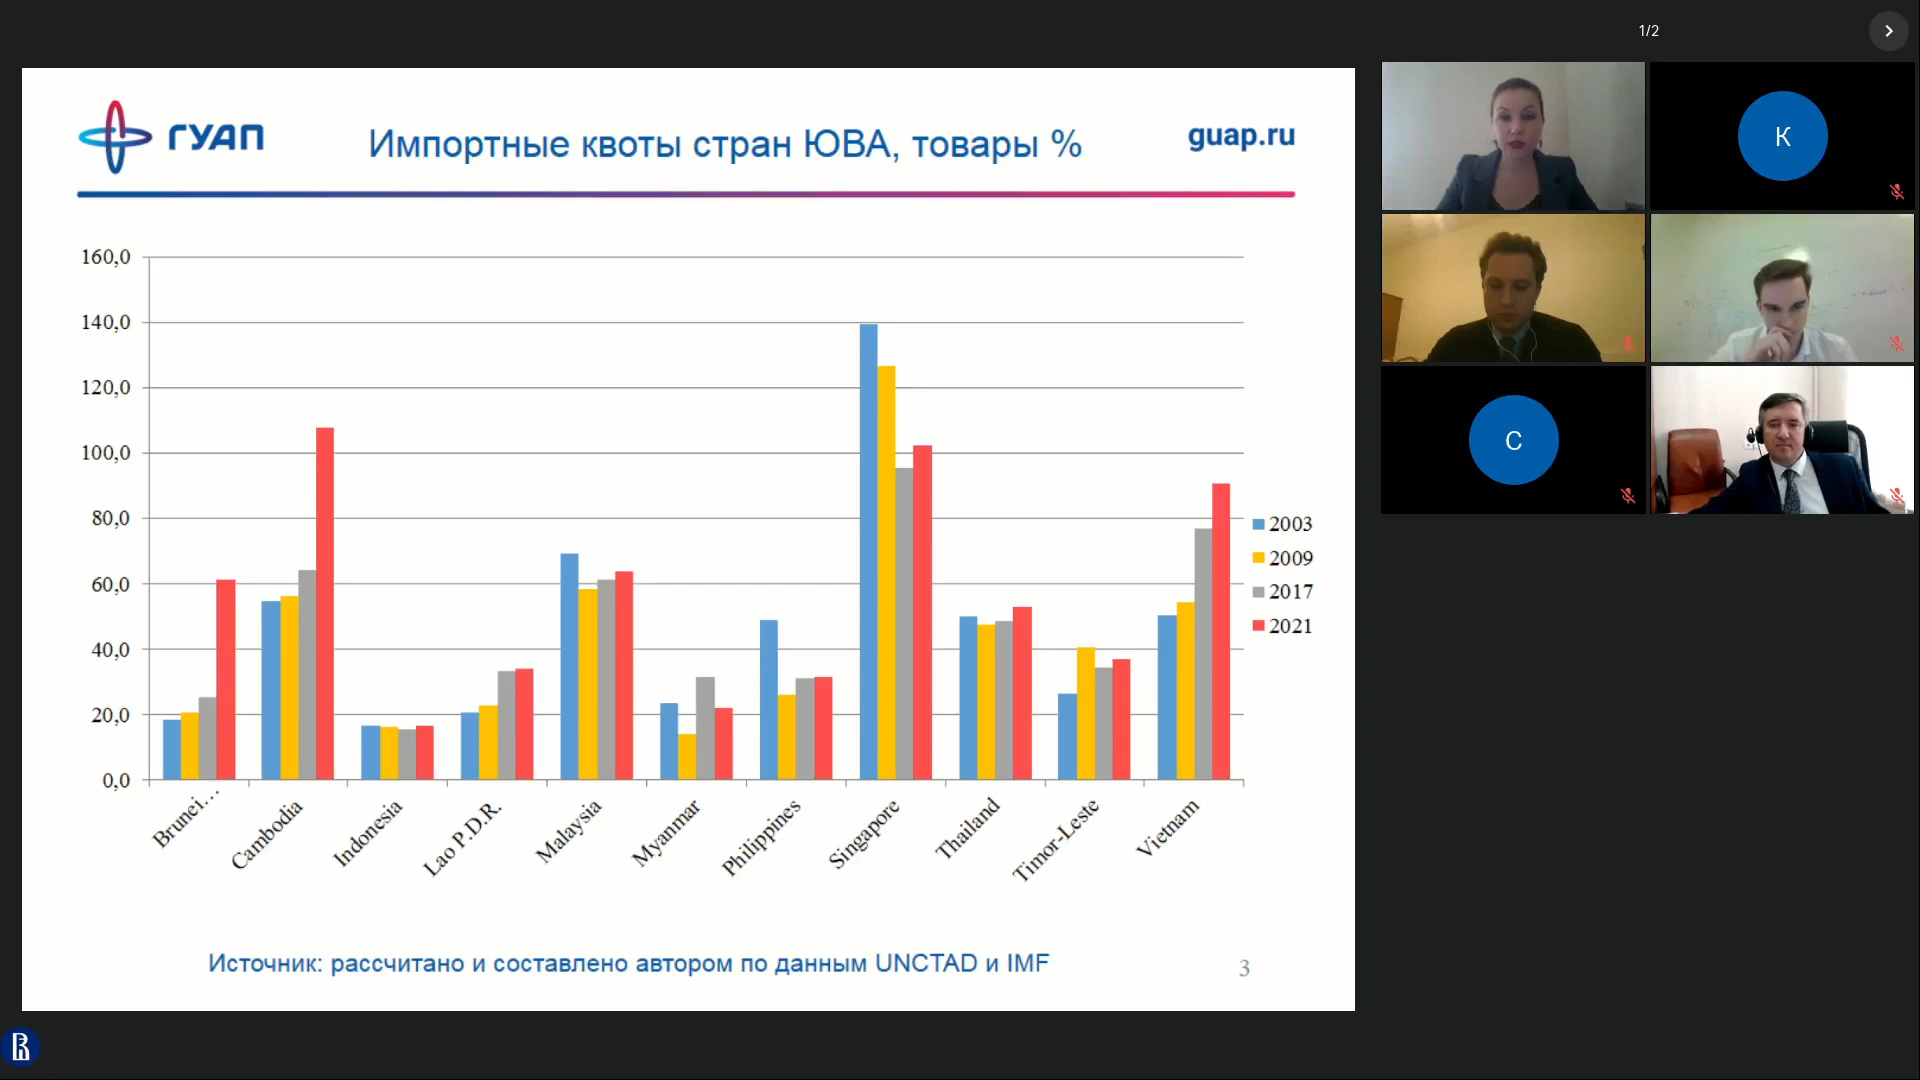 1/2
ГУАП
Импортные квоты стран ЮВА, товары %
guap.ru
160,0
140,0
120,0
100,0
80,0
60,0
40,0
20,0
0,0
2003
2009
2017
2021
Brunei…
Cambodia
Indonesia
Lao P.D.R.
Malaysia
Myanmar
Philippines
Singapore
Thailand
Timor-Leste
Vietnam
Источник: рассчитано и составлено автором по данным UNCTAD и IMF
3
К
С